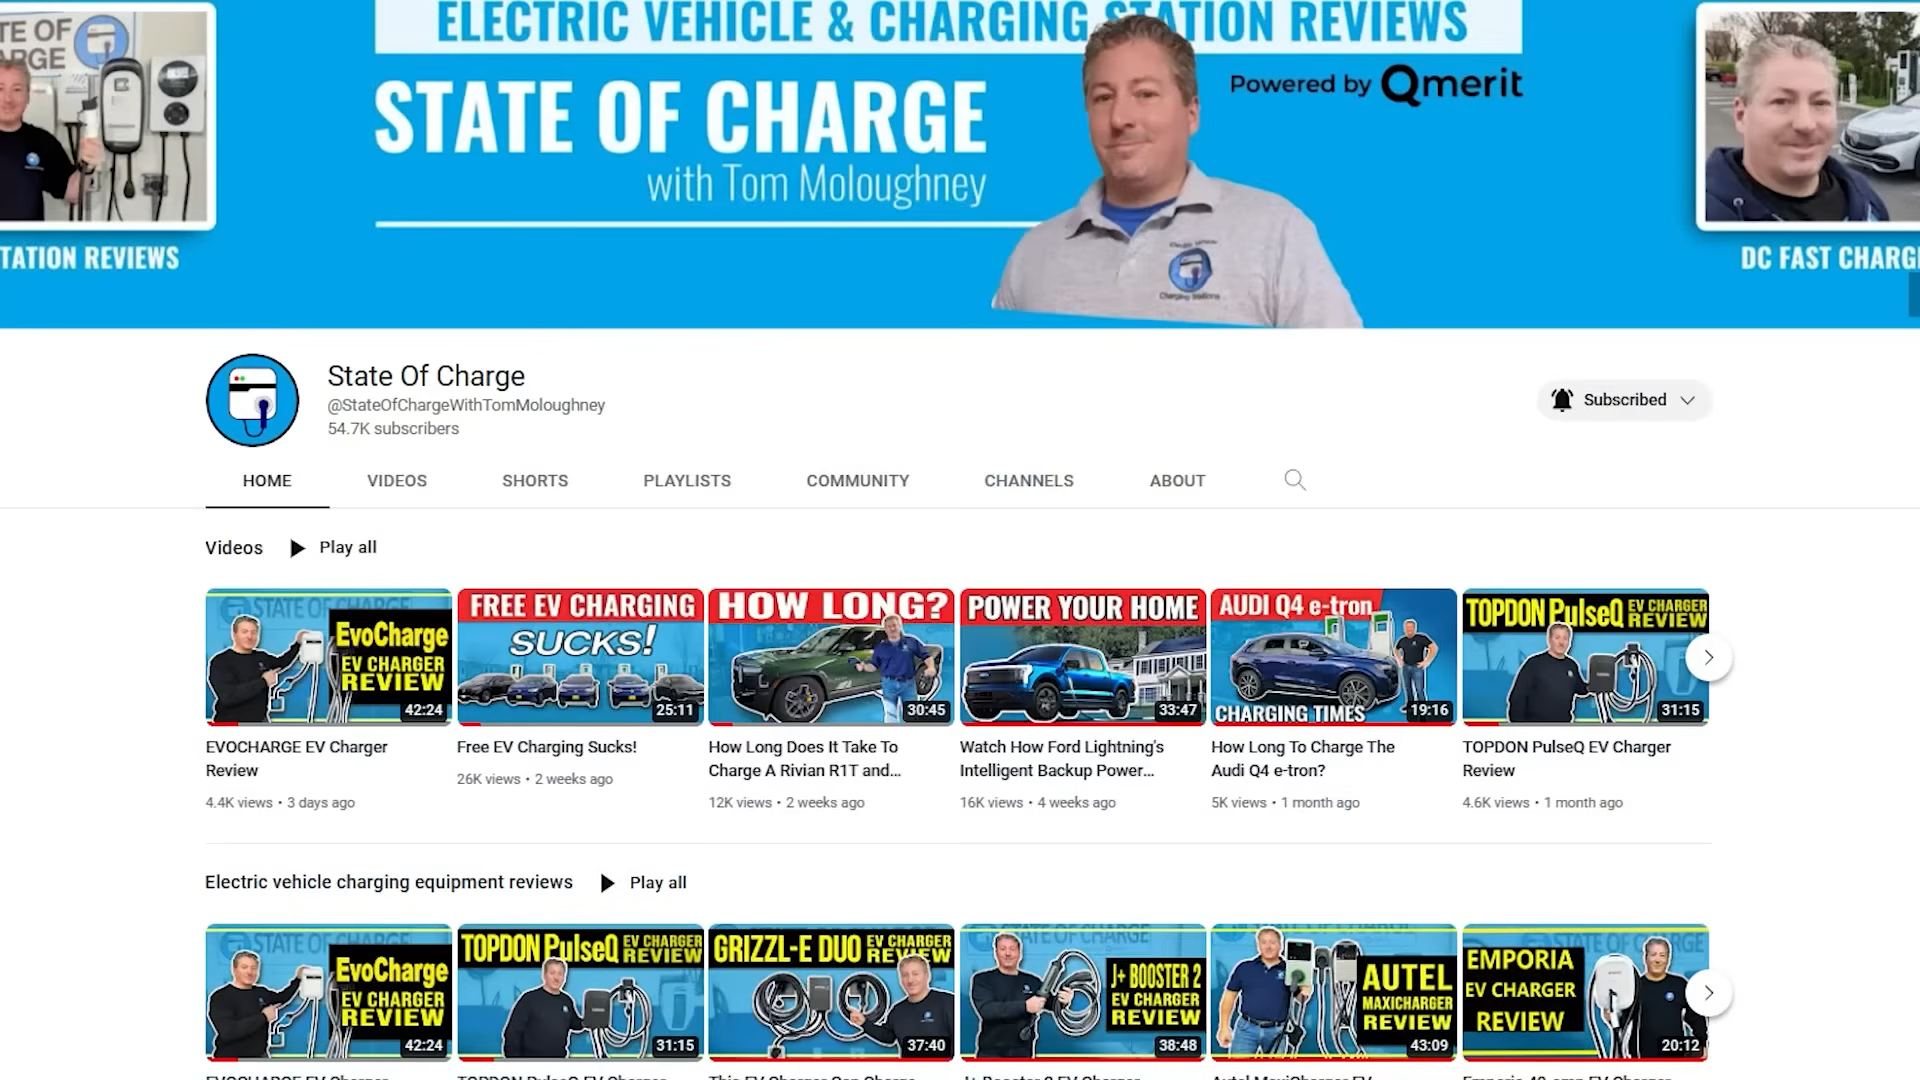 ELECTRIC VEHICLE & CHARGING STATION REVIEWS
STATE OF CHARGE
with Tom Moloughney
Powered by Qmerit
TATION REVIEWS
DC FAST CHARG
State Of Charge
@StateOfChargeWithTomMoloughney
54.7K subscribers
Subscribed
HOME VIDEOS SHORTS PLAYLISTS COMMUNITY CHANNELS ABOUT
Videos Play all
EvoCharge
EV CHARGER
REVIEW
42:24
FREE EV CHARGING
SUCKS!
25:11
HOW LONG?
30:45
POWER YOUR HOME
33:47
AUDI Q4 e-tron
CHARGING TIMES
19:16
TOPDON PulseQ EV CHARGER
REVIEW
31:15
EVOCHARGE EV Charger
Review
4.4K views • 3 days ago
Free EV Charging Sucks!
26K views • 2 weeks ago
How Long Does It Take To
Charge A Rivian R1T and...
12K views • 2 weeks ago
Watch How Ford Lightning's
Intelligent Backup Power...
16K views • 4 weeks ago
How Long To Charge The
Audi Q4 e-tron?
5K views • 1 month ago
TOPDON PulseQ EV Charger
Review
4.6K views • 1 month ago
Electric vehicle charging equipment reviews Play all
STATE OF CHARGE
EvoCharge
EV CHARGER
REVIEW
42:24
TOPDON PulseQ EV CHARGER
REVIEW
31:15
GRIZZL-E DUO EV CHARGER
REVIEW
37:40
J+ BOOSTER 2
EV CHARGER
REVIEW
38:48
AUTEL
MAXICHARGER
REVIEW
43:09
EMPORIA
EV CHARGER
REVIEW
20:12